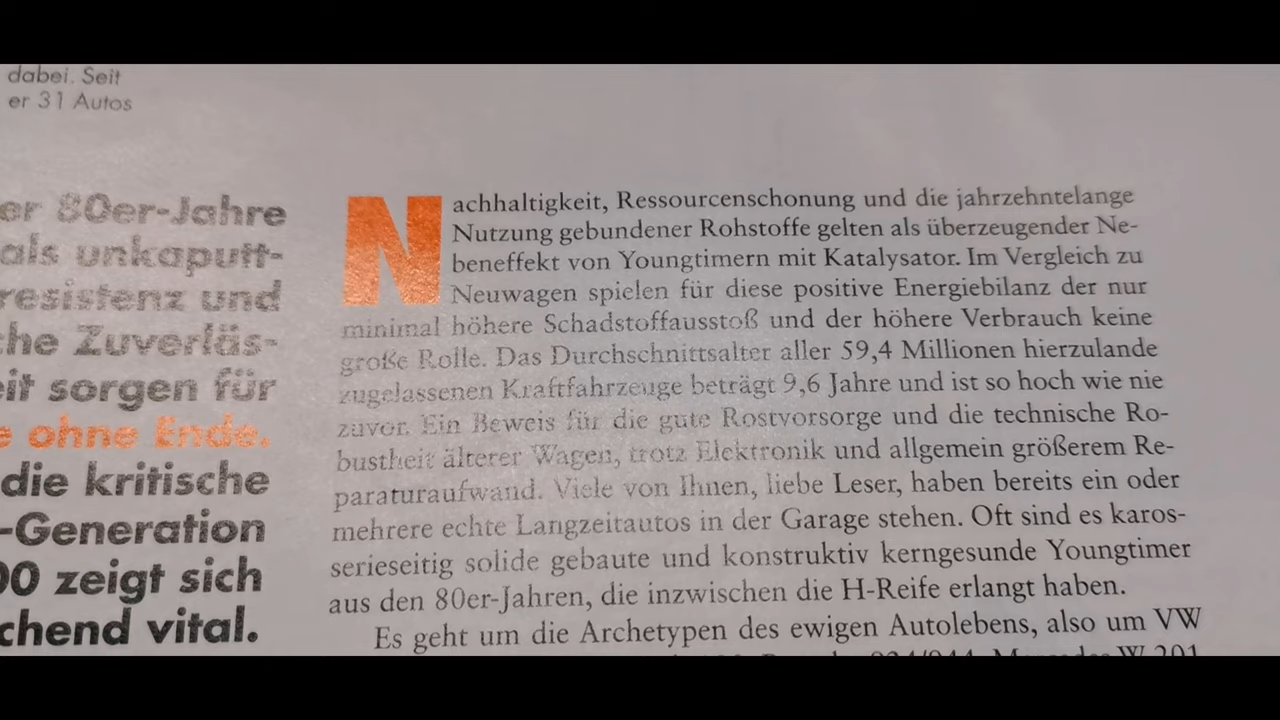 dabei. Seit
er 31 Autos
er 80er-Jahre
als unkaputt-
resistenz und
che Zuverläs-
eit sorgen für
e ohne Ende.
die kritische
-Generation
00 zeigt sich
chend vital.
Nachhaltigkeit, Ressourcenschonung und die jahrzehntelange
Nutzung gebundener Rohstoffe gelten als überzeugender Ne-
beneffekt von Youngtimern mit Katalysator. Im Vergleich zu
Neuwagen spielen für diese positive Energiebilanz der nur
minimal höhere Schadstoffausstoß und der höhere Verbrauch keine
große Rolle. Das Durchschnittsalter aller 59,4 Millionen hierzulande
zugelassenen Kraftfahrzeuge beträgt 9,6 Jahre und ist so hoch wie nie
zuvor. Ein Beweis für die gute Rostvorsorge und die technische Ro-
bustheit älterer Wagen, trotz Elektronik und allgemein größerem Re-
paraturaufwand. Viele von Ihnen, liebe Leser, haben bereits ein oder
mehrere echte Langzeitautos in der Garage stehen. Oft sind es karos-
serieseitig solide gebaute und konstruktiv kerngesunde Youngtimer
aus den 80er-Jahren, die inzwischen die H-Reife erlangt haben.
Es geht um die Archetypen des ewigen Autolebens, also um VW
924/944, Mercedes W 201